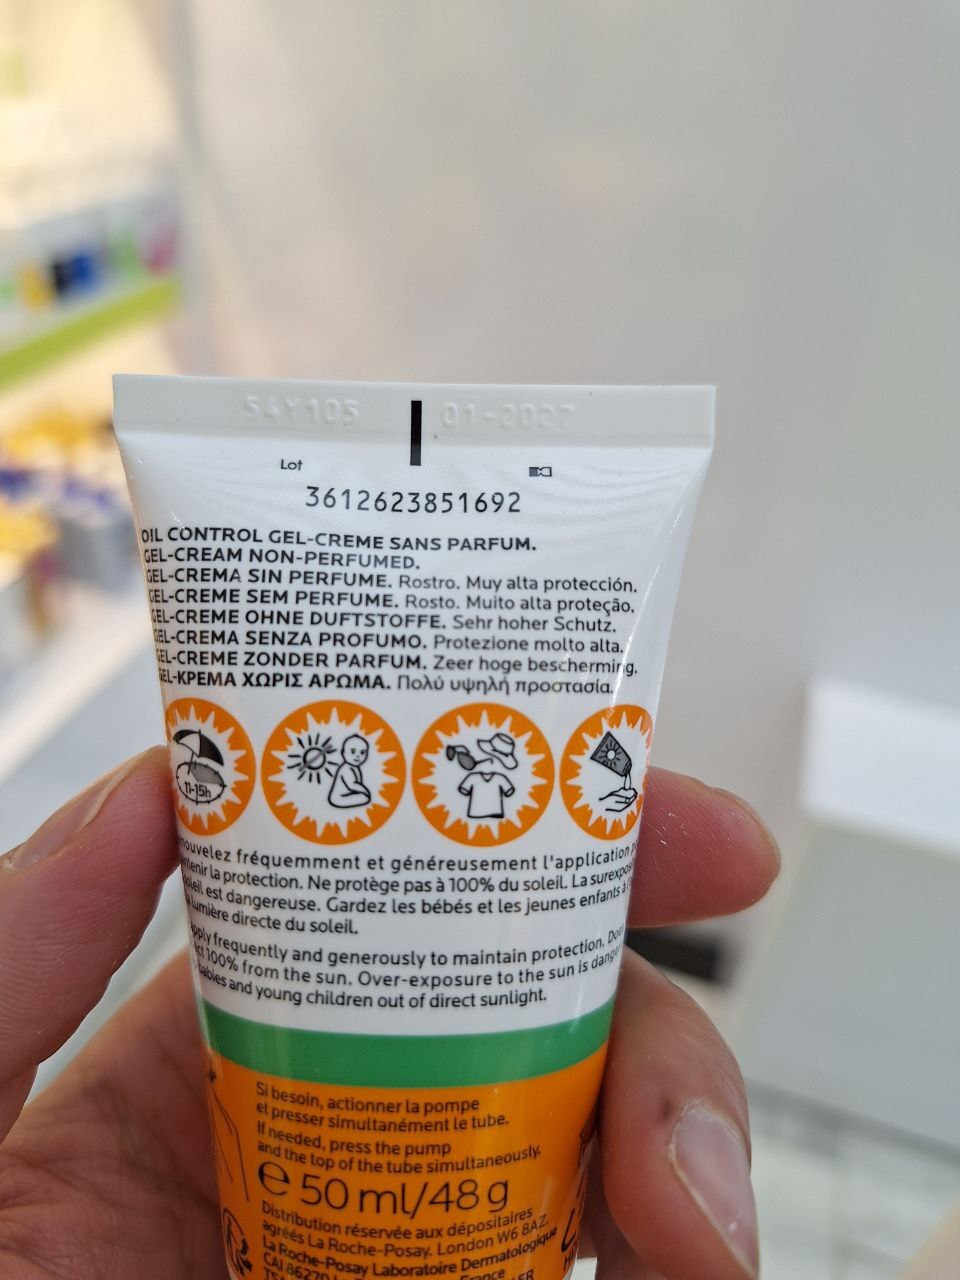 54Y105 01-2027
Lot
3612623851692
OIL CONTROL GEL-CREME SANS PARFUM.
GEL-CREAM NON-PERFUMED.
GEL-CREMA SIN PERFUME. Rostro. Muy alta protección.
GEL-CREME SEM PERFUME. Rosto. Muito alta proteção.
GEL-CREME OHNE DUFTSTOFFE. Sehr hoher Schutz.
GEL-CREMA SENZA PROFUMO. Protezione molto alta.
GEL-CREME ZONDER PARFUM. Zeer hoge bescherming.
GEL-ΚΡΕΜΑ ΧΩΡΙΣ ΑΡΩΜΑ. Πολύ υψηλή προστασία.
11-15h
fréquemment et généreusement l'application
la protection. Ne protège pas à 100% du soleil. La
est dangereuse. Gardez les bébés et les jeunes enfants à
lumière directe du soleil.
frequently and generously to maintain protection.
100% from the sun. Over-exposure to the sun is
babies and young children out of direct sunlight.
Si besoin, actionner la pompe
et presser simultanément le tube.
If needed, press the pump
and the top of the tube simultaneously.
e 50 ml/48 g
Distribution réservée aux dépositaires
agréés La Roche-Posay. London W6 8AZ.
La Roche-Posay Laboratoire Dermatologique
CAI 86270 France